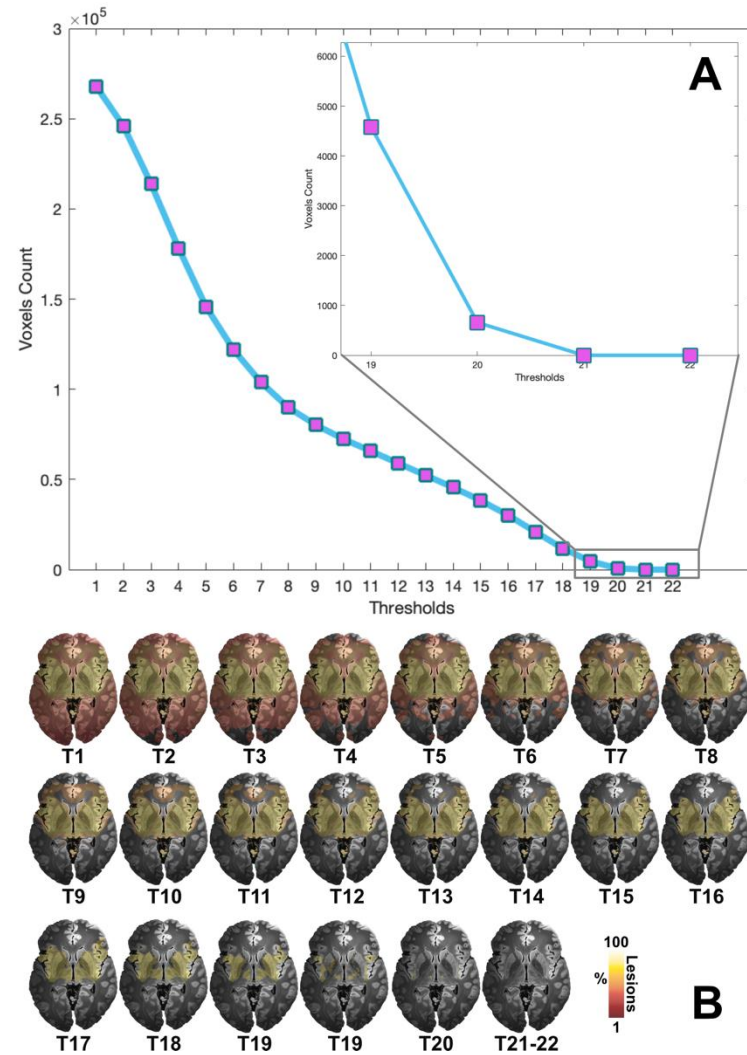 ×10⁵
3
2.5
2
1.5
1
0.5
0
Voxels Count
1 2 3 4 5 6 7 8 9 10 11 12 13 14 15 16 17 18 19 20 21 22
Thresholds
A
6000
5000
4000
3000
2000
1000
0
Voxels Count
19 20 21 22
Thresholds
T1 T2 T3 T4 T5 T6 T7 T8
T9 T10 T11 T12 T13 T14 T15 T16
T17 T18 T19 T19 T20 T21-22
100
%
Lesions
1
B